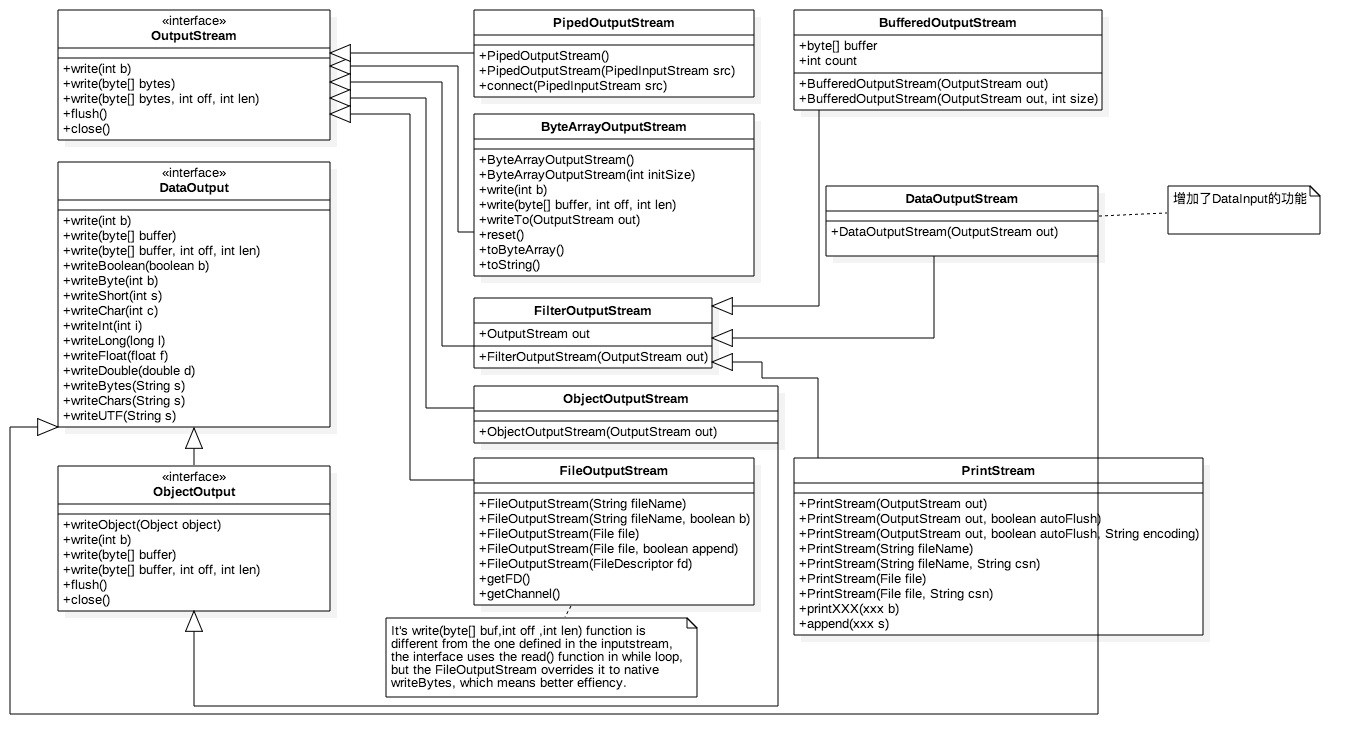 «interface»
OutputStream
+write(int b)
+write(byte[] bytes)
+write(byte[] bytes, int off, int len)
+flush()
+close()
«interface»
DataOutput
+write(int b)
+write(byte[] buffer)
+write(byte[] buffer, int off, int len)
+writeBoolean(boolean b)
+writeByte(int b)
+writeShort(int s)
+writeChar(int c)
+writeInt(int i)
+writeLong(long l)
+writeFloat(float f)
+writeDouble(double d)
+writeBytes(String s)
+writeChars(String s)
+writeUTF(String s)
«interface»
ObjectOutput
+writeObject(Object object)
+write(int b)
+write(byte[] buffer)
+write(byte[] buffer, int off, int len)
+flush()
+close()
PipedOutputStream
+PipedOutputStream()
+PipedOutputStream(PipedInputStream src)
+connect(PipedInputStream src)
ByteArrayOutputStream
+ByteArrayOutputStream()
+ByteArrayOutputStream(int initSize)
+write(int b)
+write(byte[] buffer, int off, int len)
+writeTo(OutputStream out)
+reset()
+toByteArray()
+toString()
FilterOutputStream
+OutputStream out
+FilterOutputStream(OutputStream out)
ObjectOutputStream
+ObjectOutputStream(OutputStream out)
FileOutputStream
+FileOutputStream(String fileName)
+FileOutputStream(String fileName, boolean b)
+FileOutputStream(File file)
+FileOutputStream(File file, boolean append)
+FileOutputStream(FileDescriptor fd)
+getFD()
+getChannel()
It's write(byte[] buf,int off ,int len) function is
different from the one defined in the inputstream,
the interface uses the read() function in while loop,
but the FileOutputStream overrides it to native
writeBytes, which means better effiency.
BufferedOutputStream
+byte[] buffer
+int count
+BufferedOutputStream(OutputStream out)
+BufferedOutputStream(OutputStream out, int size)
DataOutputStream
+DataOutputStream(OutputStream out)
增加了DataInput的功能
PrintStream
+PrintStream(OutputStream out)
+PrintStream(OutputStream out, boolean autoFlush)
+PrintStream(OutputStream out, boolean autoFlush, String encoding)
+PrintStream(String fileName)
+PrintStream(String fileName, String csn)
+PrintStream(File file)
+PrintStream(File file, String csn)
+printXXX(xxx b)
+append(xxx s)